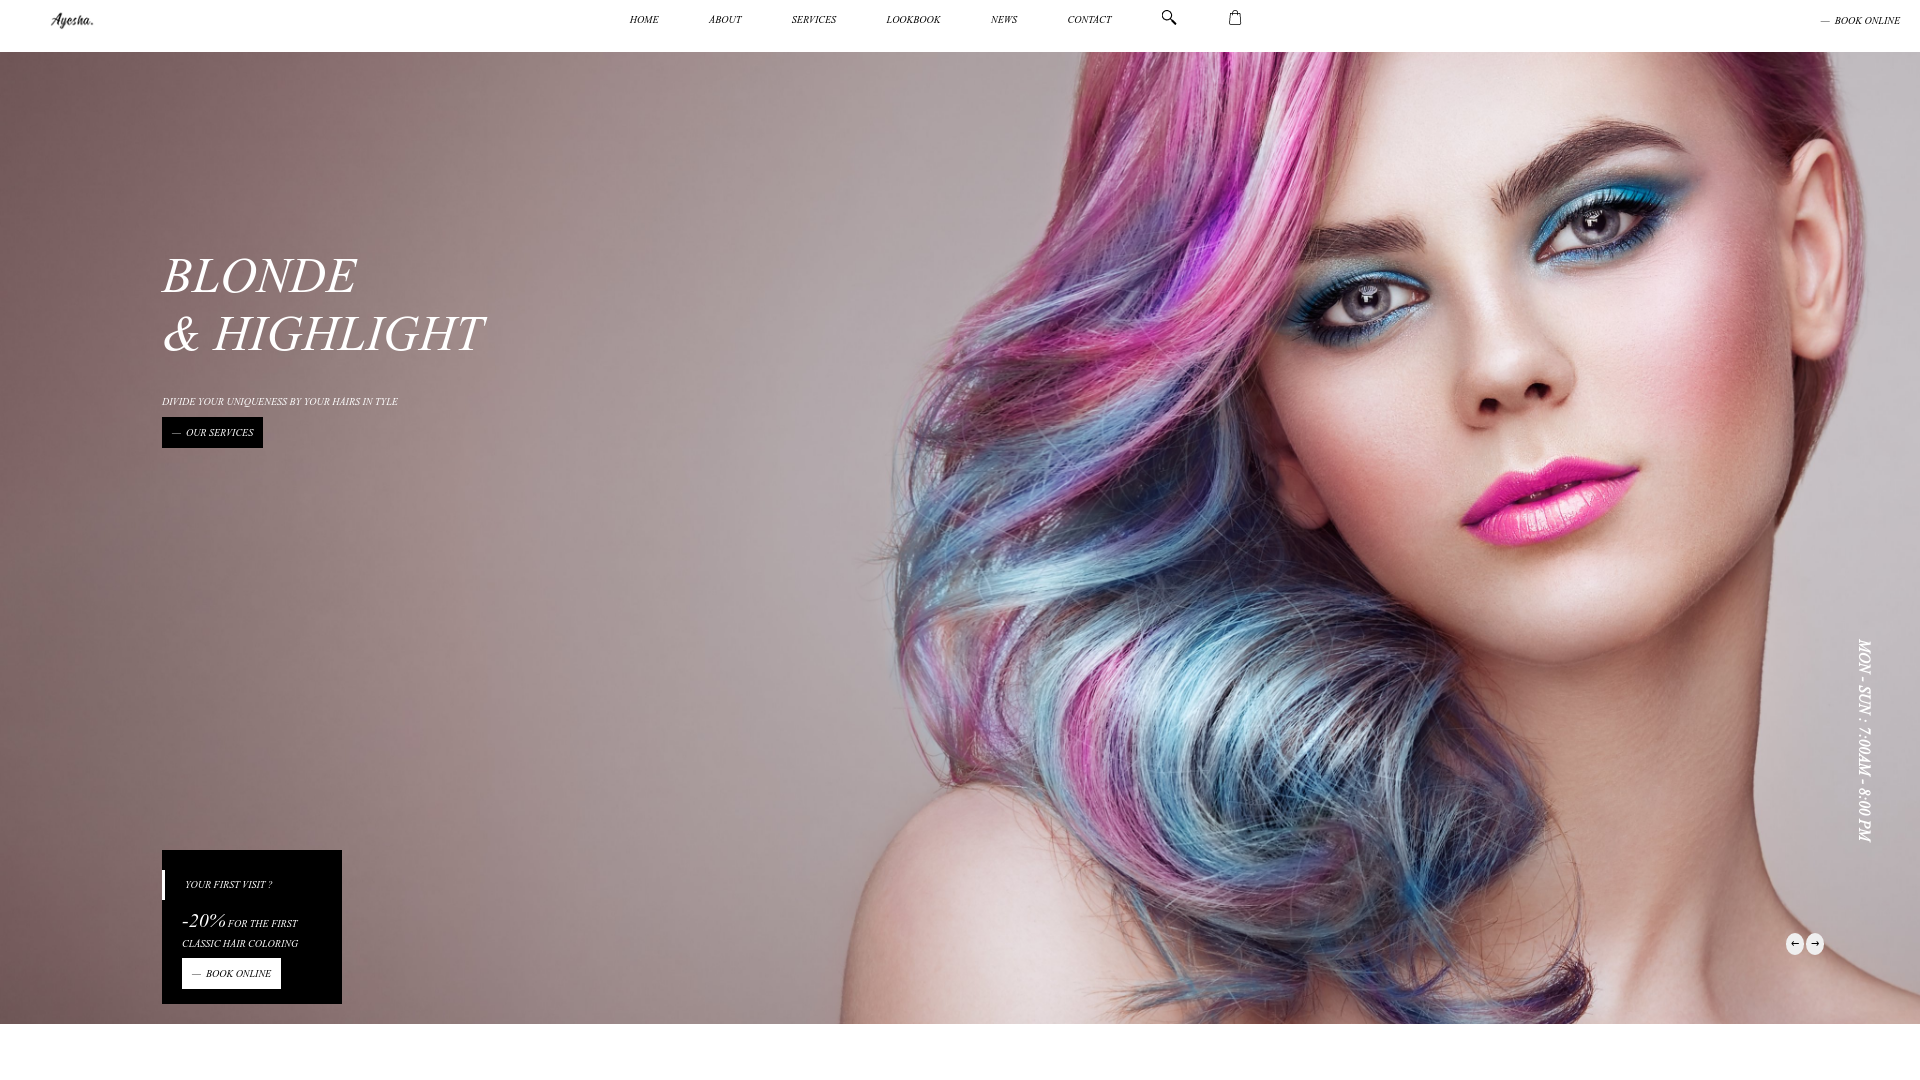 Ayesha.
HOME
ABOUT
SERVICES
LOOKBOOK
NEWS
CONTACT
— BOOK ONLINE
BLONDE
& HIGHLIGHT
DIVIDE YOUR UNIQUENESS BY YOUR HAIRS IN TYLE
— OUR SERVICES
MON - SUN : 7:00AM - 8:00 PM
YOUR FIRST VISIT ?
-20% FOR THE FIRST
CLASSIC HAIR COLORING
— BOOK ONLINE